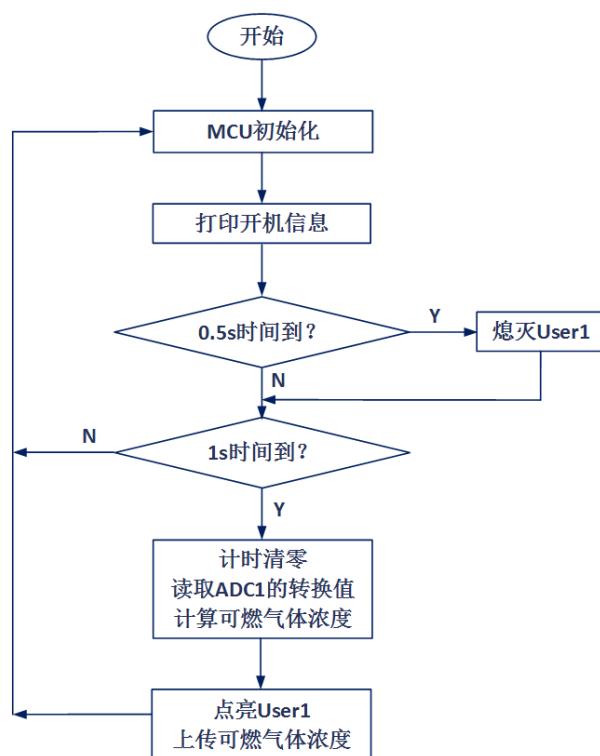 开始
MCU初始化
打印开机信息
0.5s时间到？
Y
熄灭User1
N
N
1s时间到？
Y
计时清零
读取ADC1的转换值
计算可燃气体浓度
点亮User1
上传可燃气体浓度